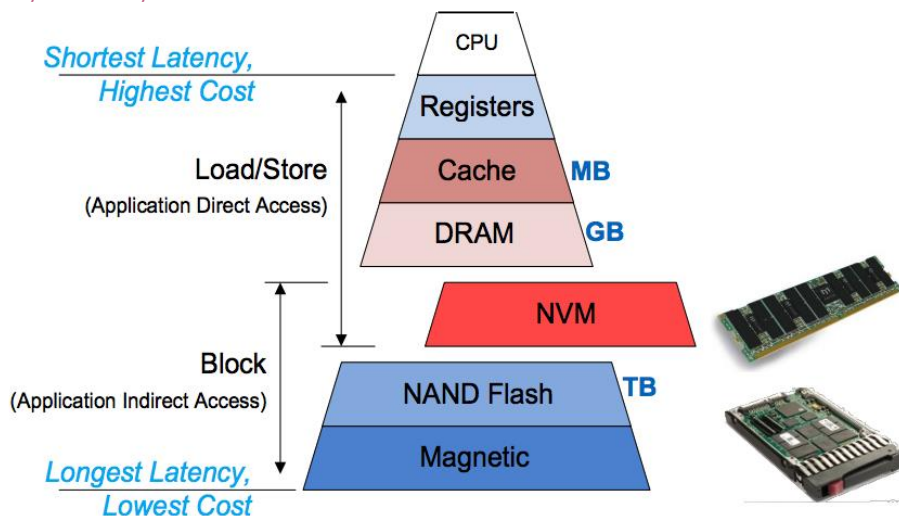 CPU
Shortest Latency,
Highest Cost
Registers
Load/Store
(Application Direct Access)
Cache
MB
DRAM
GB
NVM
Block
(Application Indirect Access)
NAND Flash
TB
Magnetic
Longest Latency,
Lowest Cost